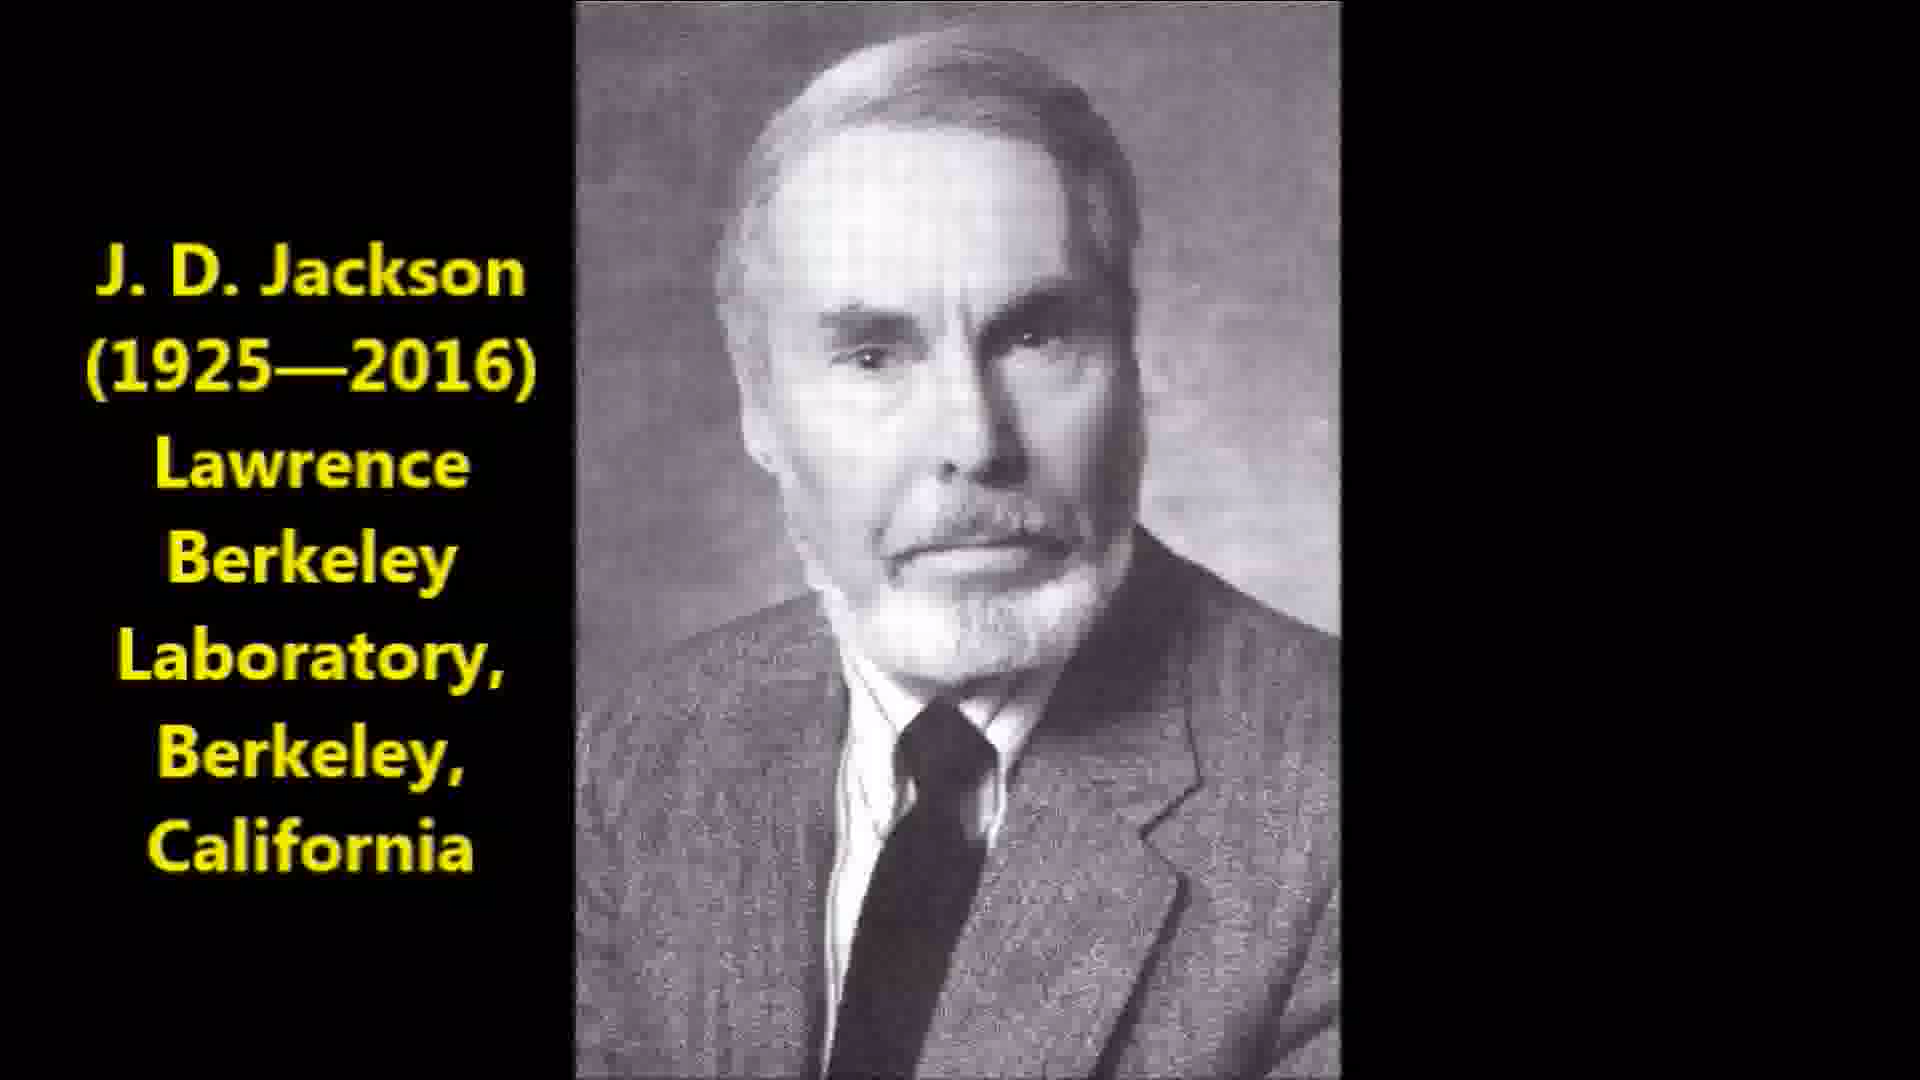 J. D. Jackson
(1925—2016)
Lawrence
Berkeley
Laboratory,
Berkeley,
California